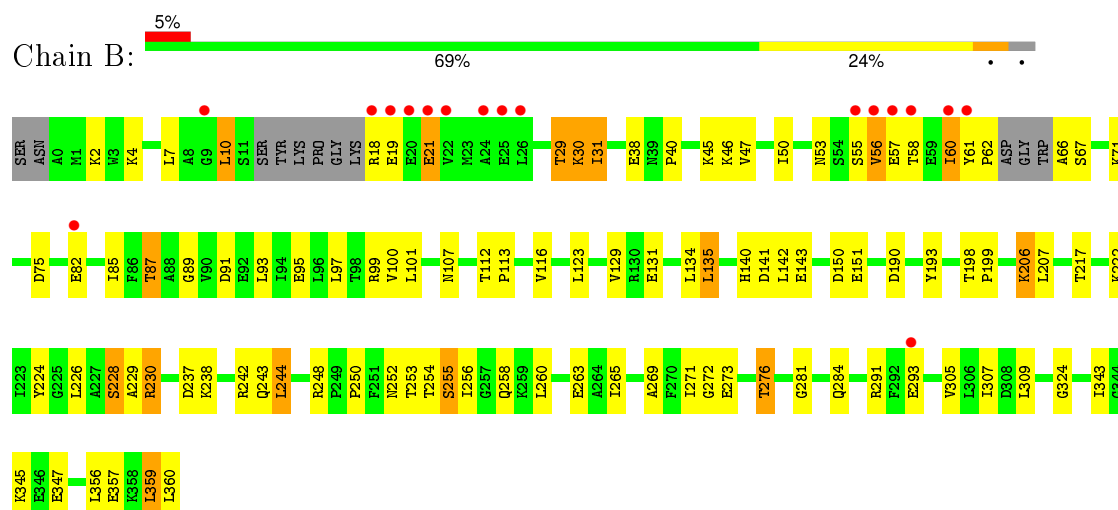 5%
Chain B:
69% 24% • •
SER ASN A0 M1 K2 W3 K4 L7 A8 G9 L10 S11 SER TYR LYS PRO GLY LYS R18 E19 E20 E21 V22 M23 A24 E25 L26 T29 K30 I31 E38 N39 P40 K45 K46 V47 I50 N53 S54 S55 V56 E57 T58 E59 I60 Y61 P62 ASP GLY TRP A66 S67 K71
D75 E82 I85 F86 T87 A88 G89 V90 D91 E92 L93 I94 E95 L96 L97 T98 R99 V100 L101 N107 T112 P113 V116 L123 V129 R130 E131 L134 L135 H140 D141 L142 E143 D150 E151 D190 Y193 T198 P199 K206 L207 T217 K222
I223 Y224 G225 L226 A227 S228 A229 R230 D237 K238 R242 Q243 L244 R248 P249 P250 F251 N252 T253 T254 S255 I256 G257 Q258 K259 L260 E263 A264 I265 A269 F270 I271 G272 E273 T276 G281 Q284 R291 F292 E293 V305 L306 I307 D308 L309 G324 I343 G344
K345 E346 E347 L356 E357 K358 L359 L360